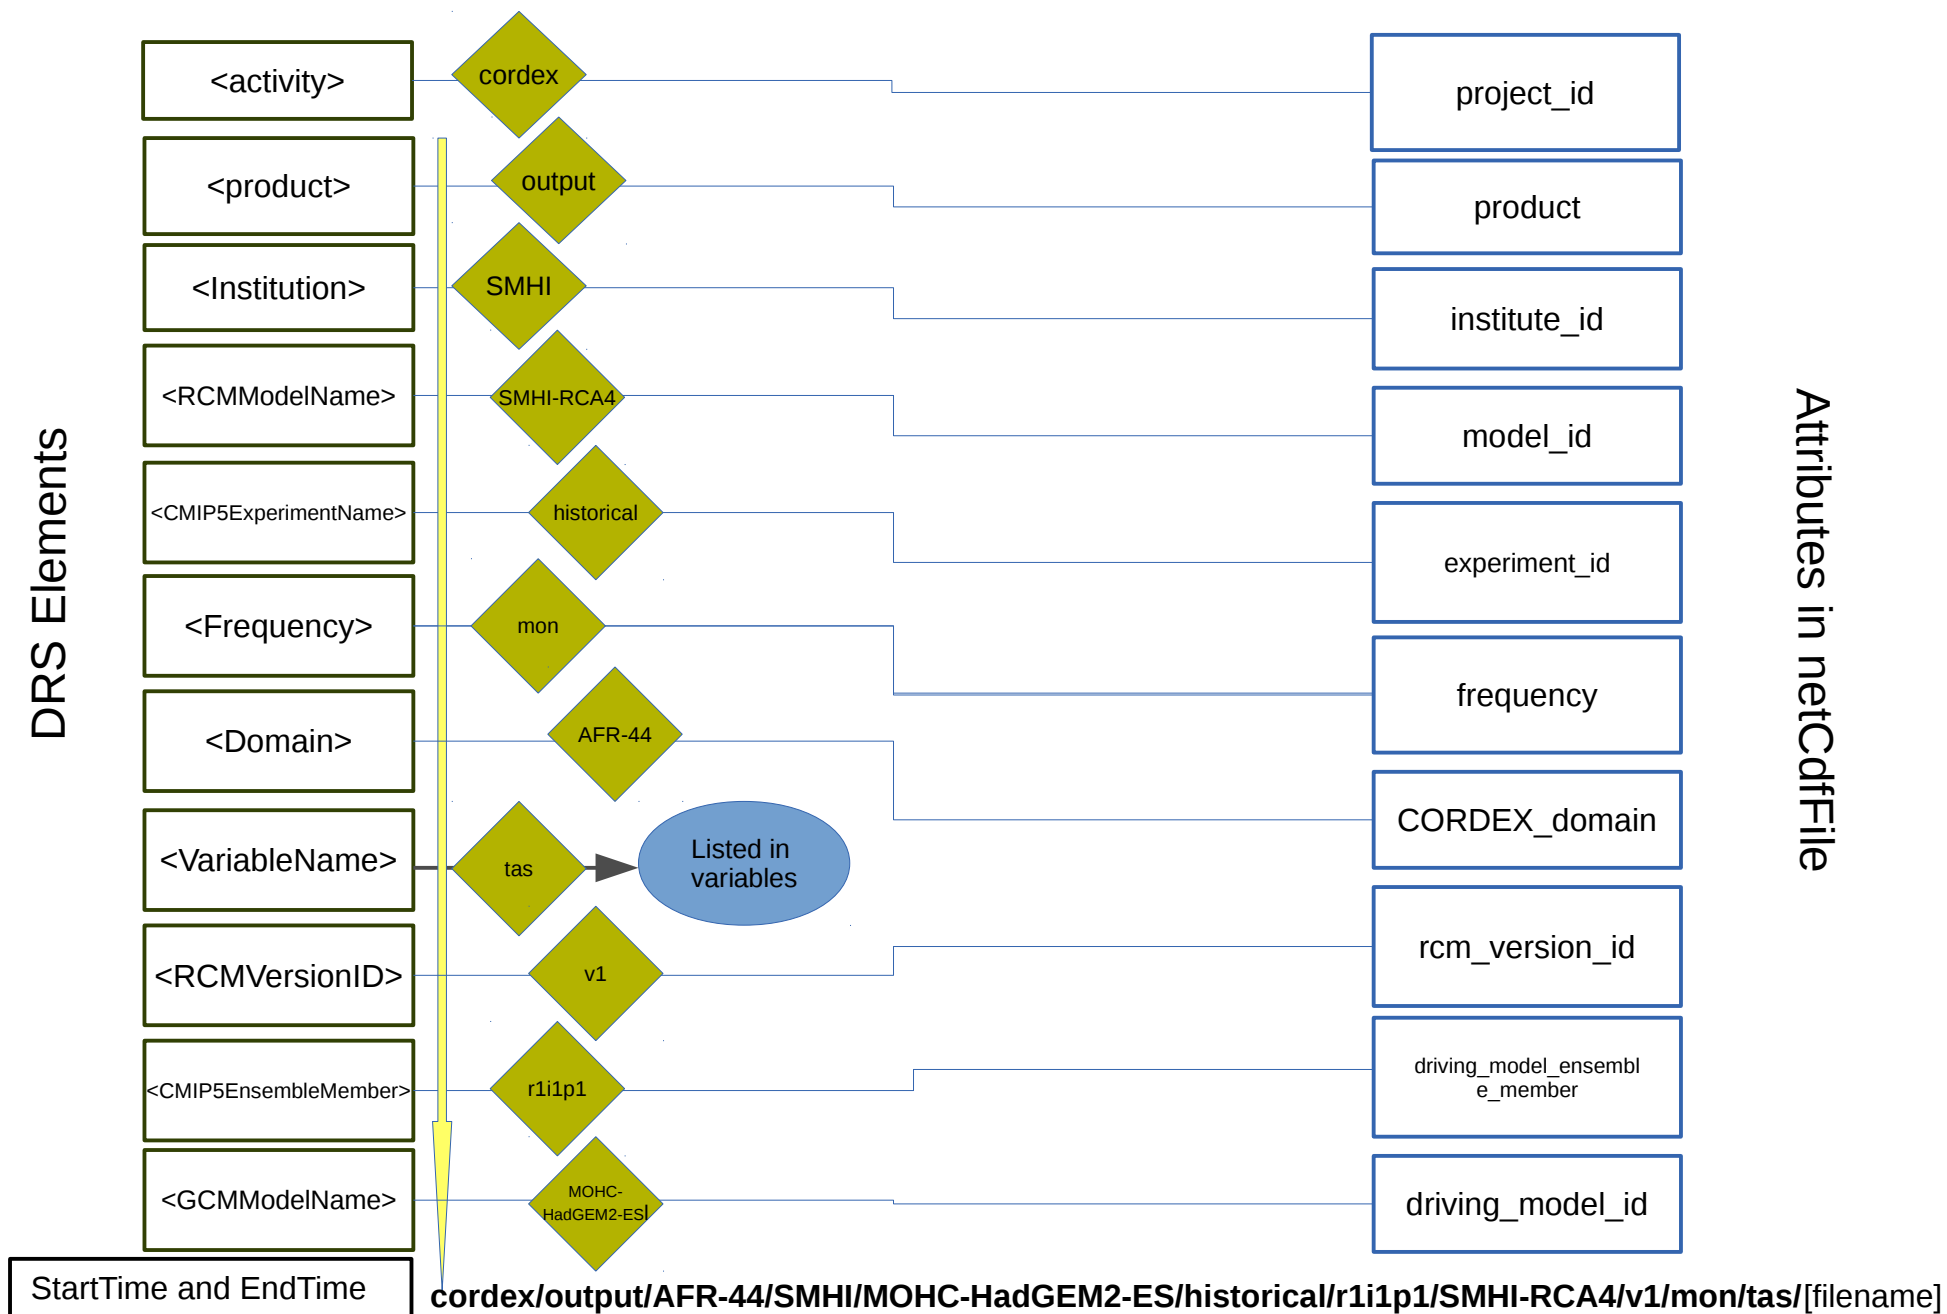 <activity>
cordex
project_id
<product>
output
product
<Institution>
SMHI
institute_id
<RCMModelName>
SMHI-RCA4
model_id
<CMIP5ExperimentName>
historical
experiment_id
<Frequency>
mon
frequency
<Domain>
AFR-44
CORDEX_domain
<VariableName>
tas
Listed in
variables
<RCMVersionID>
v1
rcm_version_id
<CMIP5EnsembleMember>
r1i1p1
driving_model_ensembl
e_member
<GCMModelName>
MOHC-
HadGEM2-ESl
driving_model_id
DRS Elements
Attributes in netCdfFile
StartTime and EndTime
cordex/output/AFR-44/SMHI/MOHC-HadGEM2-ES/historical/r1i1p1/SMHI-RCA4/v1/mon/tas/[filename]